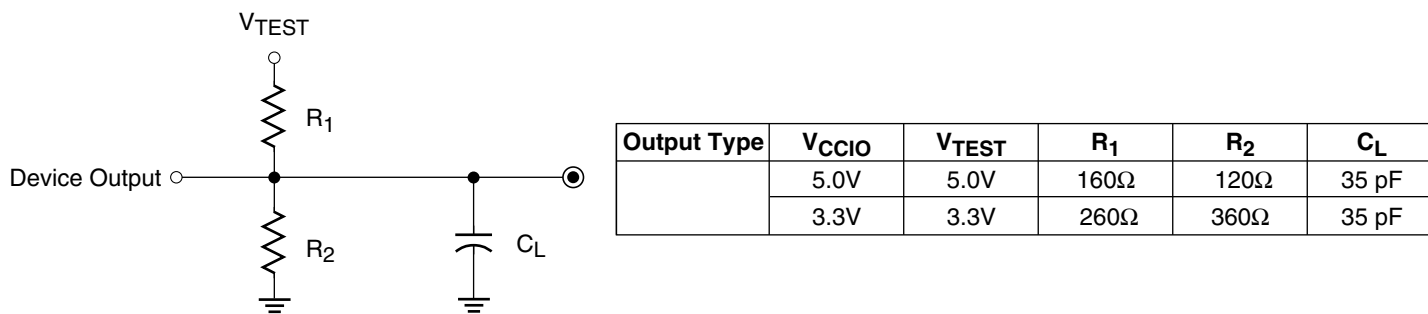 VTEST
R1
Device Output
R2
CL
Output Type VCCIO VTEST R1 R2 CL
5.0V 5.0V 160Ω 120Ω 35 pF
3.3V 3.3V 260Ω 360Ω 35 pF